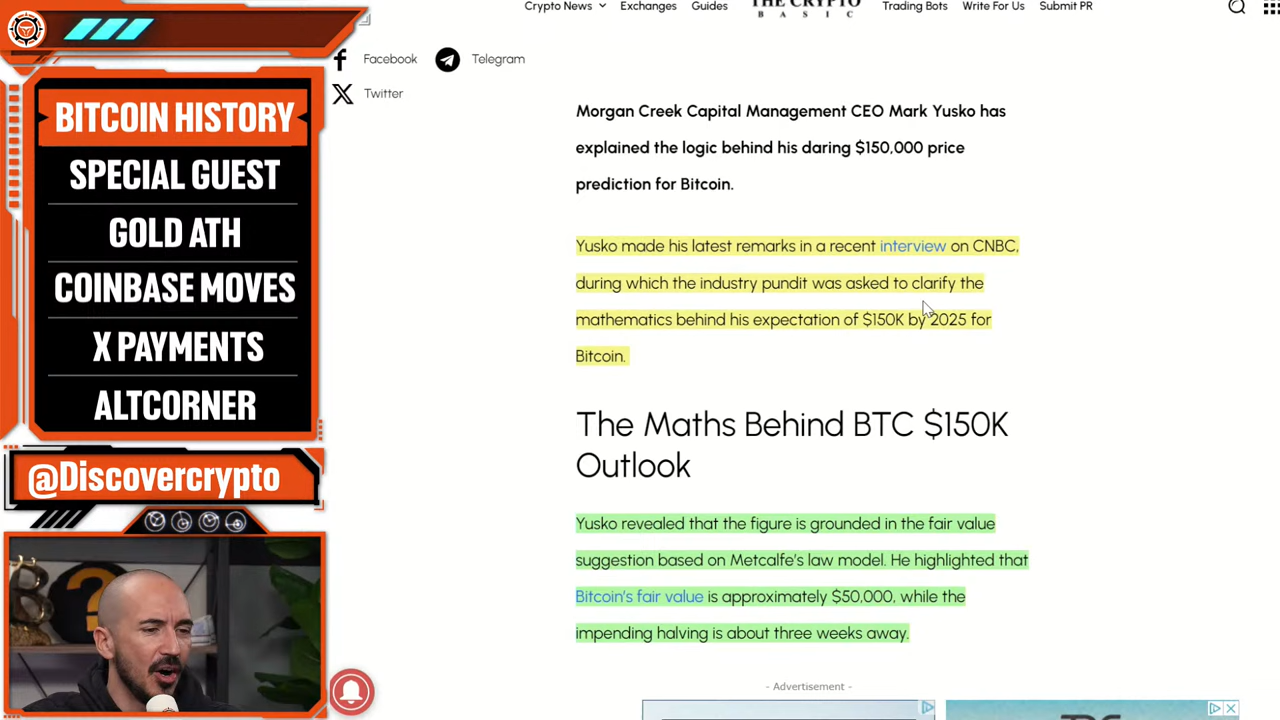 Crypto News
Exchanges
Guides
THE CRYPTO
BASIC
Trading Bots
Write For Us
Submit PR
Facebook
Telegram
Twitter
BITCOIN HISTORY
SPECIAL GUEST
GOLD ATH
COINBASE MOVES
X PAYMENTS
ALTCORNER
@Discovercrypto
Morgan Creek Capital Management CEO Mark Yusko has
explained the logic behind his daring $150,000 price
prediction for Bitcoin.
Yusko made his latest remarks in a recent interview on CNBC,
during which the industry pundit was asked to clarify the
mathematics behind his expectation of $150K by 2025 for
Bitcoin.
The Maths Behind BTC $150K
Outlook
Yusko revealed that the figure is grounded in the fair value
suggestion based on Metcalfe's law model. He highlighted that
Bitcoin's fair value is approximately $50,000, while the
impending halving is about three weeks away.
- Advertisement -